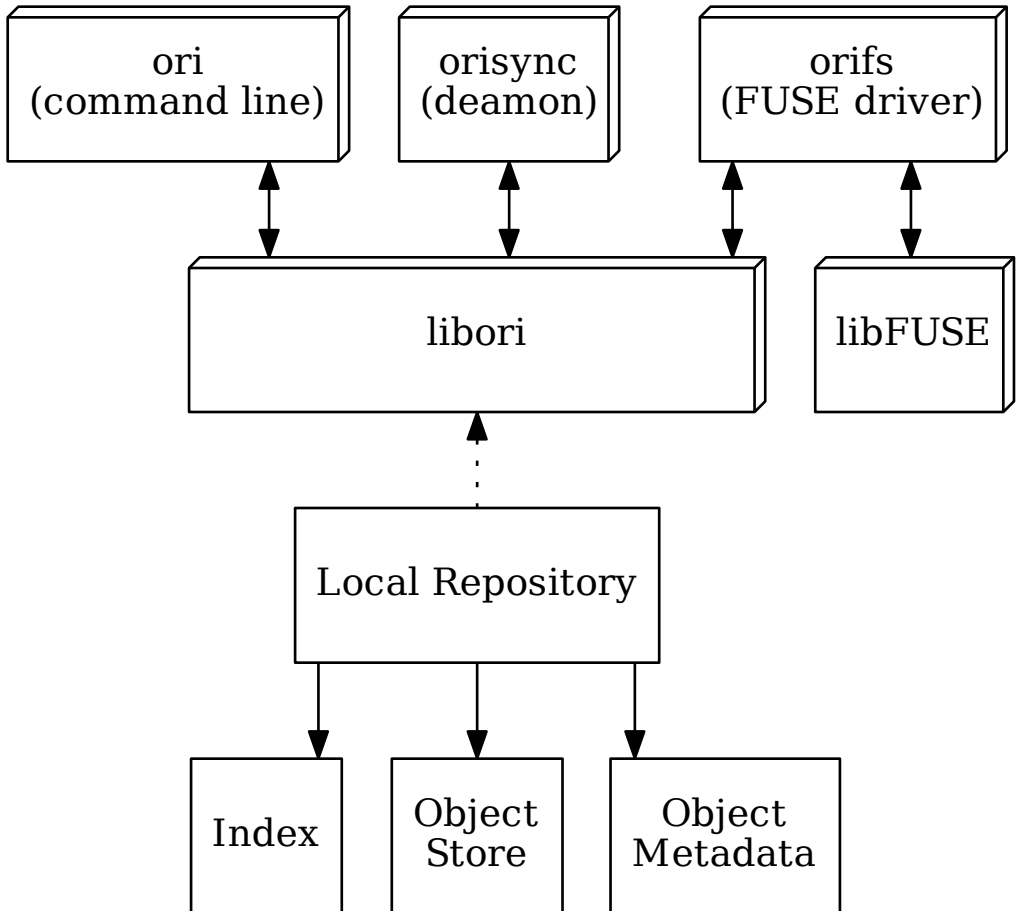 ori
(command line)
orisync
(deamon)
orifs
(FUSE driver)
libori
libFUSE
Local Repository
Index
Object
Store
Object
Metadata